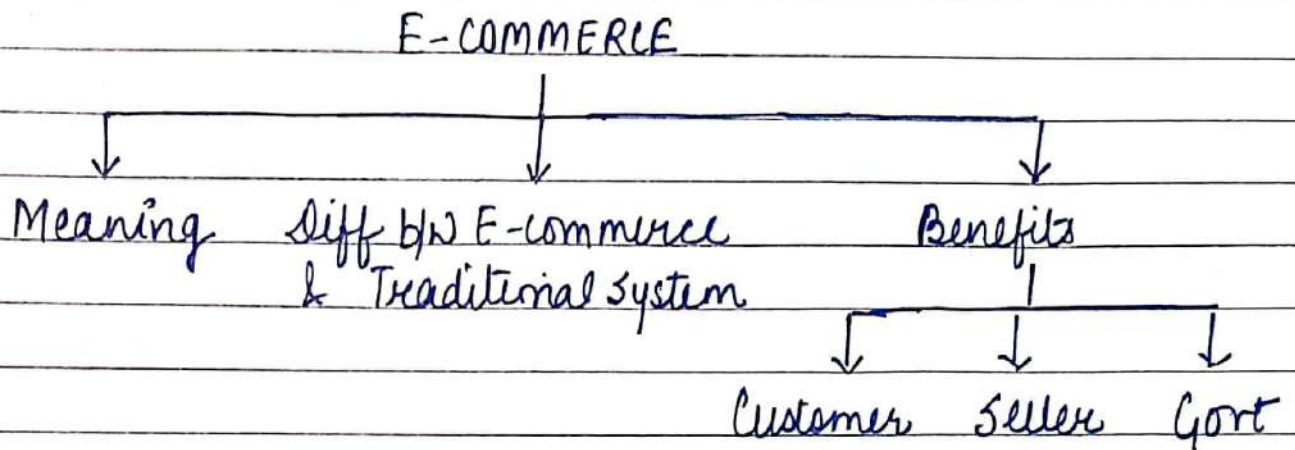 E-COMMERCE
Meaning Diff b/w E-commerce Benefits
& Traditional System
Customer Seller Govt